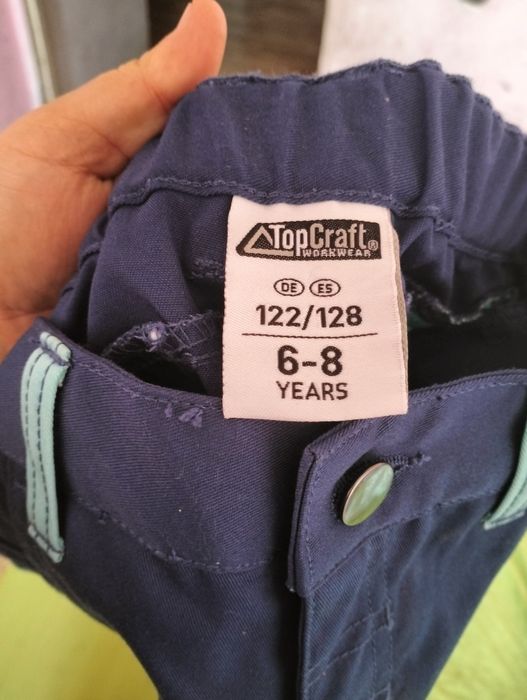 TopCraft®
WORKWEAR
DE ES
122/128
6-8
YEARS